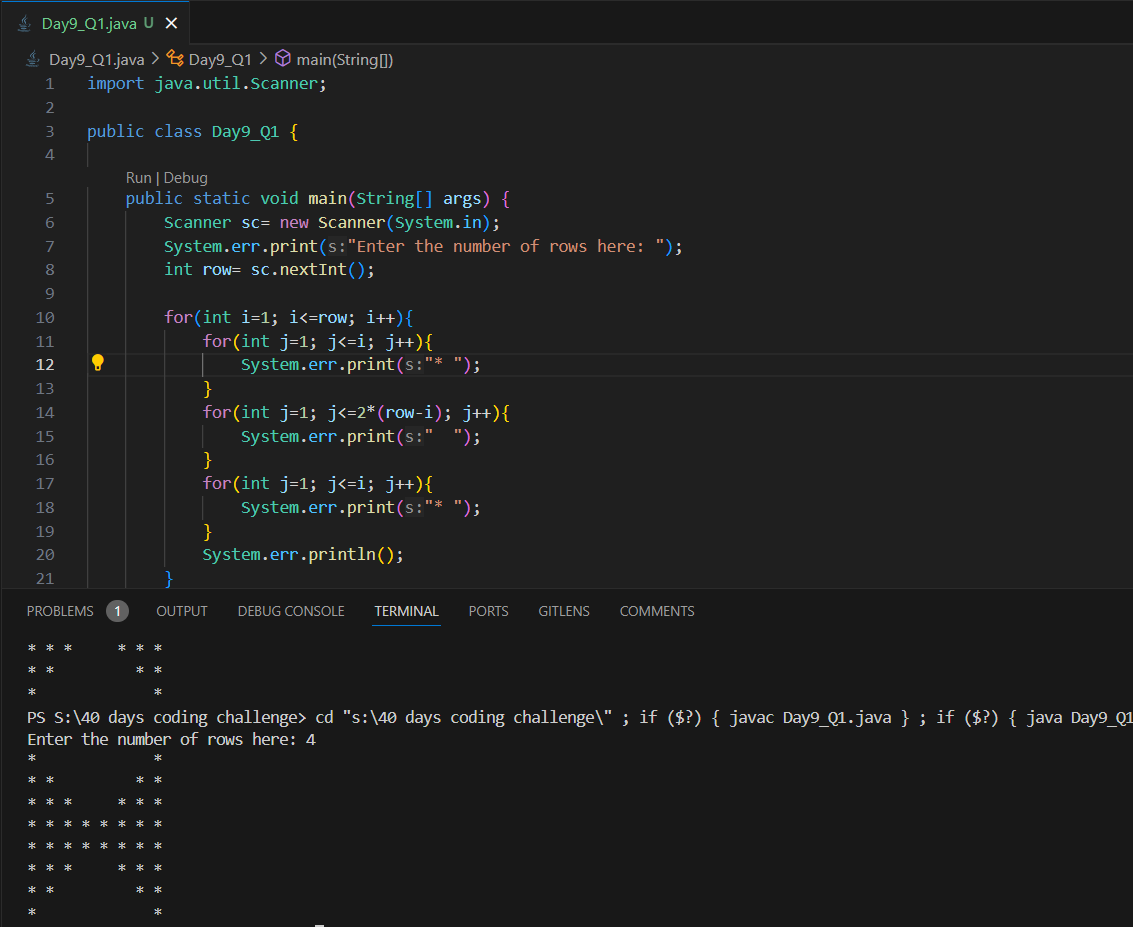 Day9_Q1.java U
Day9_Q1.java > Day9_Q1 > main(String[])
1 import java.util.Scanner;
2
3 public class Day9_Q1 {
4
Run | Debug
5 public static void main(String[] args) {
6 Scanner sc= new Scanner(System.in);
7 System.err.print(s:"Enter the number of rows here: ");
8 int row= sc.nextInt();
9
10 for(int i=1; i<=row; i++){
11 for(int j=1; j<=i; j++){
12 System.err.print(s:"* ");
13 }
14 for(int j=1; j<=2*(row-i); j++){
15 System.err.print(s:"  ");
16 }
17 for(int j=1; j<=i; j++){
18 System.err.print(s:"* ");
19 }
20 System.err.println();
21 }
PROBLEMS 1 OUTPUT DEBUG CONSOLE TERMINAL PORTS GITLENS COMMENTS
* * *     * * *
* *         * *
*             *
PS S:\40 days coding challenge> cd "s:\40 days coding challenge\" ; if ($?) { javac Day9_Q1.java } ; if ($?) { java Day9_Q1
Enter the number of rows here: 4
*             *
* *         * *
* * *     * * *
* * * * * * * *
* * * * * * * *
* * *     * * *
* *         * *
*             *